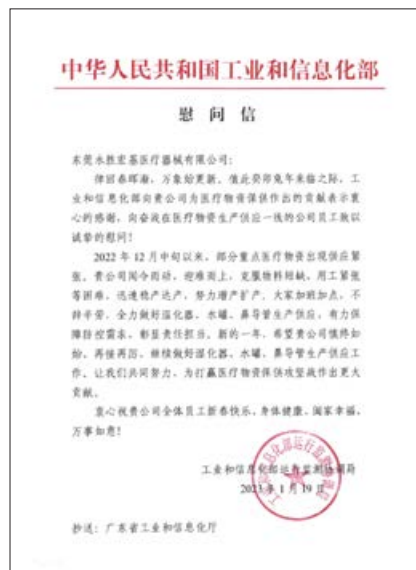 中华人民共和国工业和信息化部
慰问信
东莞永胜宏基医疗器械有限公司:
律回春晖渐，万象始更新。值此癸卯兔年来临之际，工
业和信息化部向贵公司为医疗物资保供作出的贡献表示衷
心的感谢，向奋战在医疗物资生产供应一线的公司员工致以
诚挚的慰问!
2022年12月中旬以来，部分重点医疗物资出现供应紧
张。贵公司闻令而动，迎难而上，克服物料短缺、用工紧张
等困难，迅速稳产达产，努力增产扩产。大家加班加点，不
辞辛劳，全力做好湿化器、水罐、鼻导管生产供应，有力保
障防控需求，彰显责任担当。新的一年，希望贵公司慎终如
始、再接再厉，继续做好湿化器、水罐、鼻导管生产供应工
作。让我们共同努力，为打赢医疗物资保供攻坚战作出更大
贡献。
衷心祝贵公司全体员工新春快乐、身体健康、阖家幸福、
万事如意!
工业和信息化部运行监测协调局
2023年1月19日
抄送: 广东省工业和信息化厅